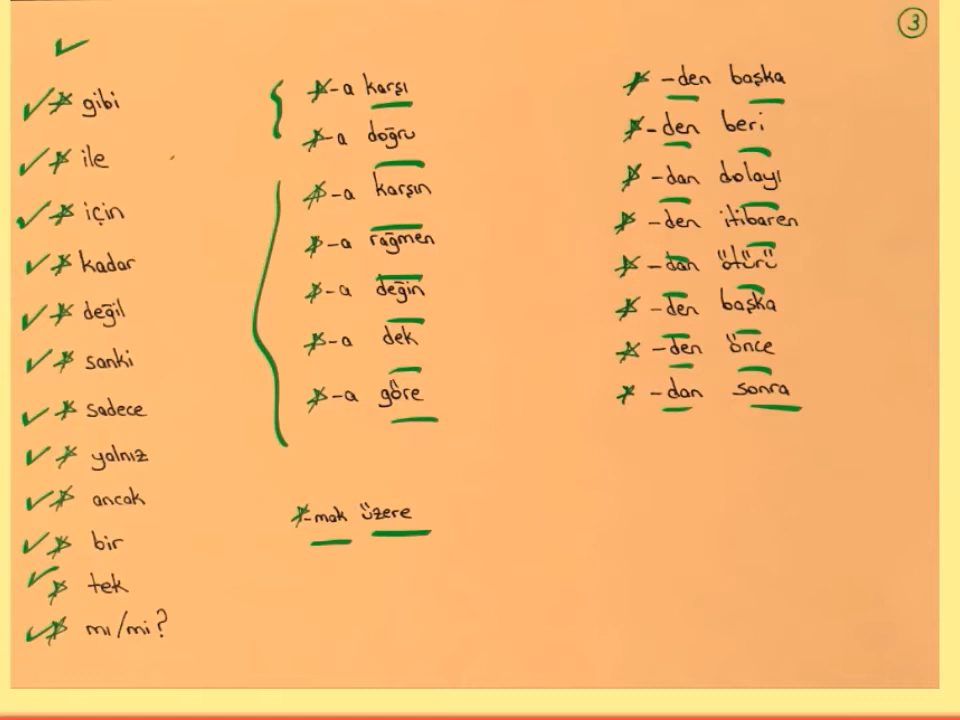 3
gibi
ile
için
kadar
değil
sanki
sadece
yalnız
ancak
bir
tek
mı/mi?
-a karşı
-a doğru
-a karşın
-a rağmen
-a değin
-a dek
-a göre
-mak üzere
-den başka
-den beri
-dan dolayı
-den itibaren
-dan ötürü
-den başka
-den önce
-dan sonra